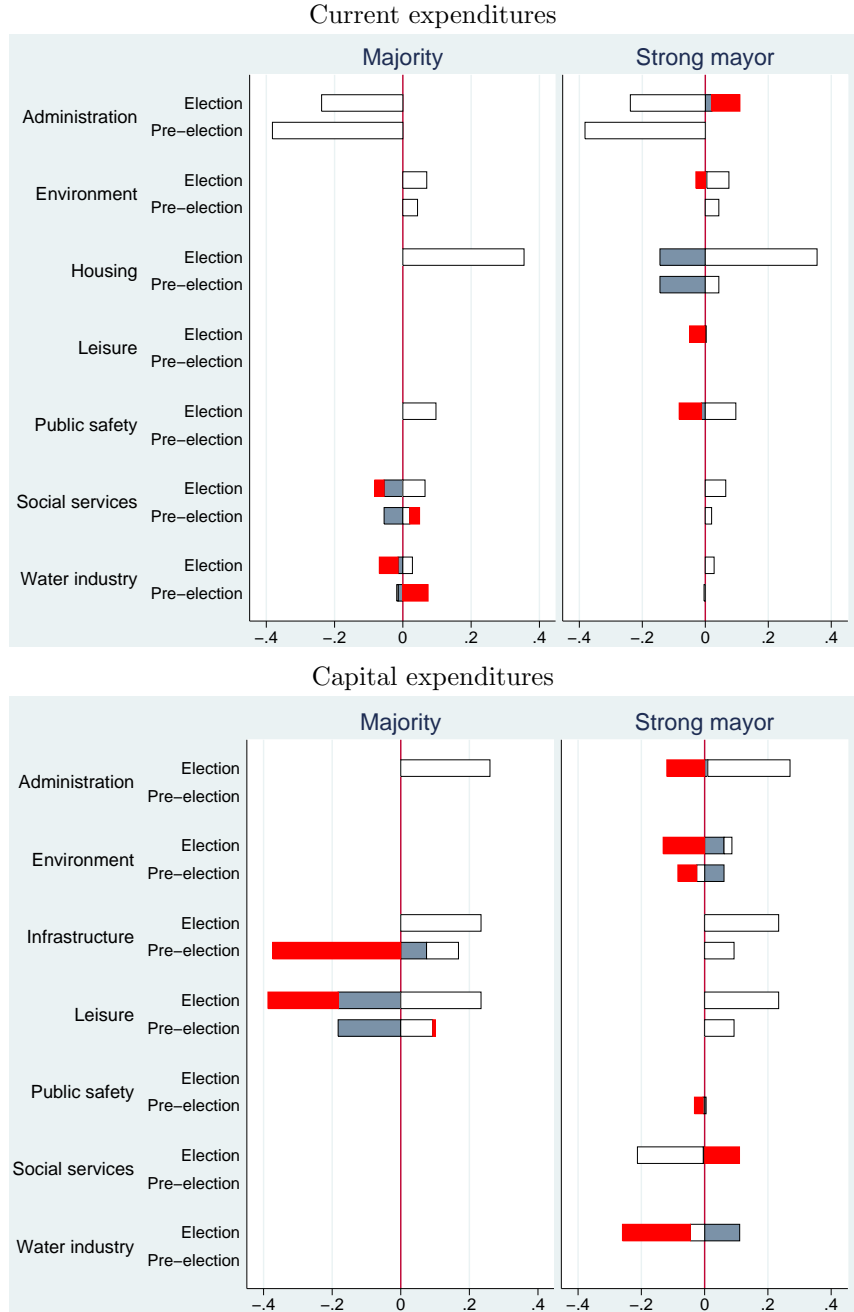 Current expenditures
Majority Strong mayor
Administration
Election
Pre−election
Environment
Election
Pre−election
Housing
Election
Pre−election
Leisure
Election
Pre−election
Public safety
Election
Pre−election
Social services
Election
Pre−election
Water industry
Election
Pre−election
−.4 −.2 0 .2 .4 −.4 −.2 0 .2 .4
Capital expenditures
Majority Strong mayor
Administration
Election
Pre−election
Environment
Election
Pre−election
Infrastructure
Election
Pre−election
Leisure
Election
Pre−election
Public safety
Election
Pre−election
Social services
Election
Pre−election
Water industry
Election
Pre−election
−.4 −.2 0 .2 .4 −.4 −.2 0 .2 .4